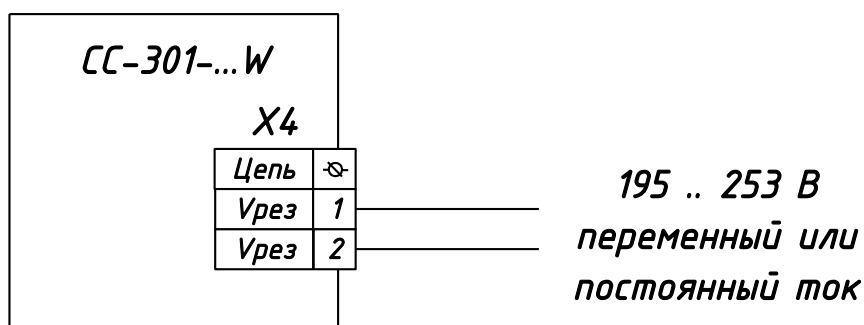 СС-301-...W
X4
Цепь
Vрез 1
Vрез 2
195 .. 253 В
переменный или
постоянный ток